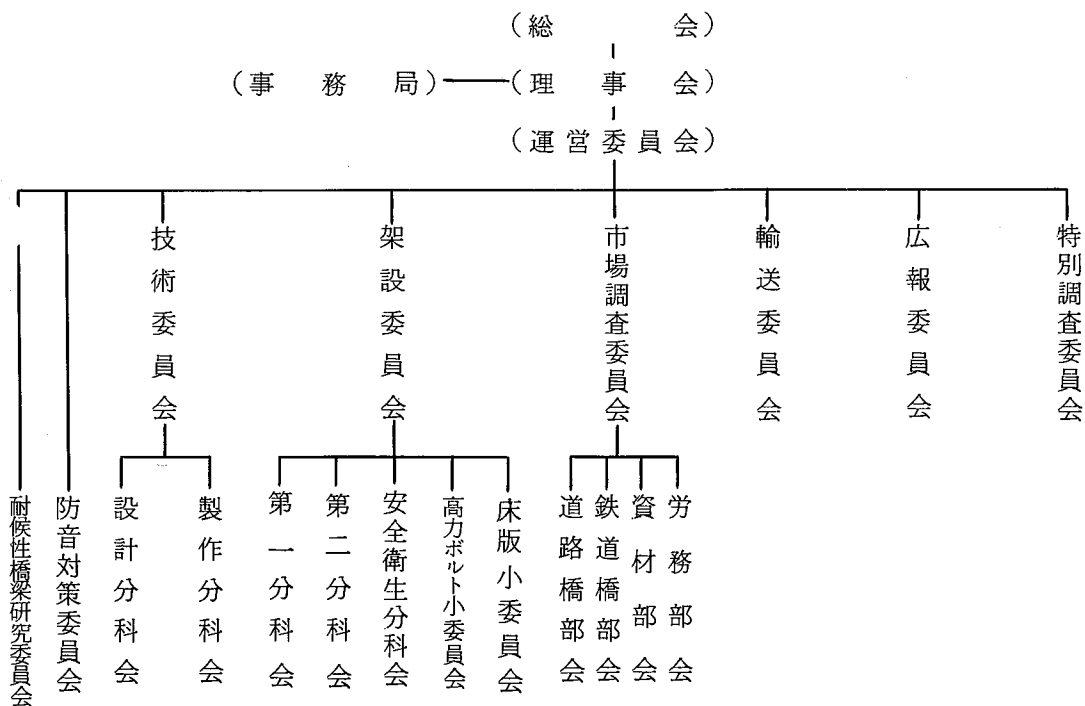 （総会）
（事務局）
（理事会）
（運営委員会）
技術委員会
架設委員会
市場調査委員会
輸送委員会
広報委員会
特別調査委員会
耐候性橋梁研究委員会
防音対策委員会
設計分科会
製作分科会
第一分科会
第二分科会
安全衛生分科会
高力ボルト小委員会
床版小委員会
道路橋部会
鉄道橋部会
資材部会
労務部会